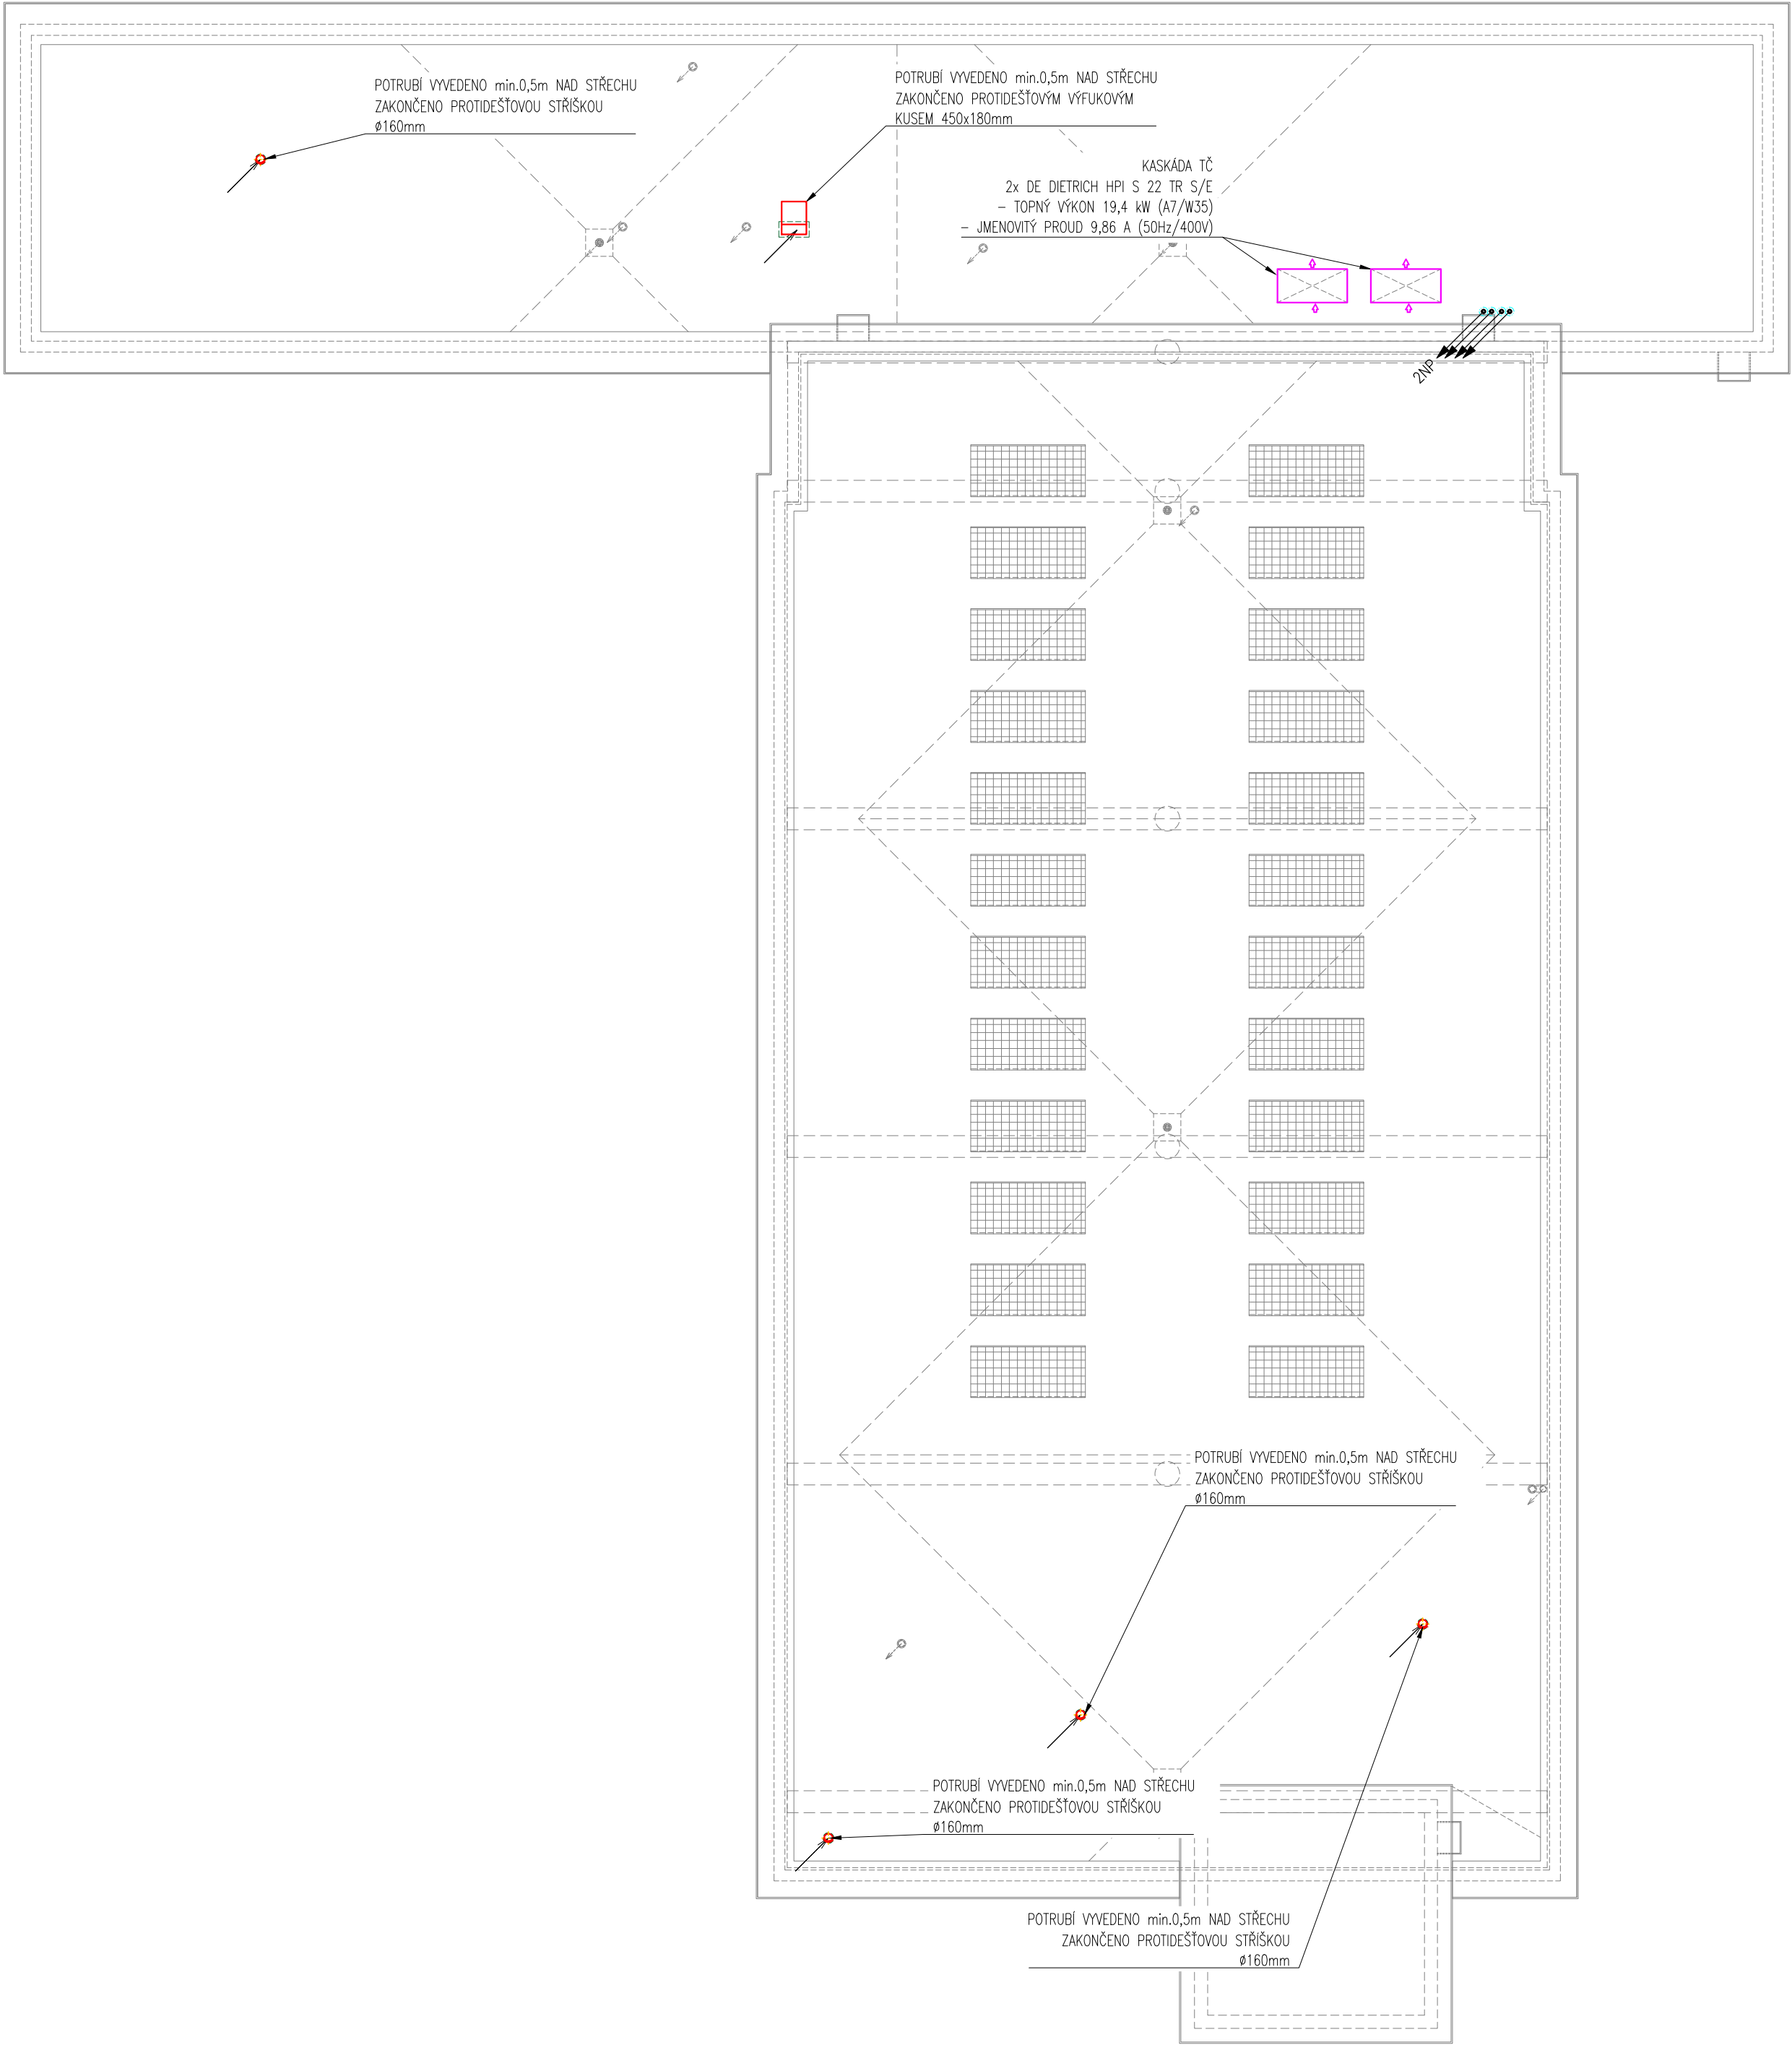 POTRUBÍ VYVEDENO min.0,5m NAD STŘECHU
ZAKONČENO PROTIDEŠŤOVOU STŘÍŠKOU
ø160mm
POTRUBÍ VYVEDENO min.0,5m NAD STŘECHU
ZAKONČENO PROTIDEŠŤOVÝM VÝFUKOVÝM
KUSEM 450x180mm
KASKÁDA TČ
2x DE DIETRICH HPI S 22 TR S/E
– TOPNÝ VÝKON 19,4 kW (A7/W35)
– JMENOVITÝ PROUD 9,86 A (50Hz/400V)
2NP
POTRUBÍ VYVEDENO min.0,5m NAD STŘECHU
ZAKONČENO PROTIDEŠŤOVOU STŘÍŠKOU
ø160mm
POTRUBÍ VYVEDENO min.0,5m NAD STŘECHU
ZAKONČENO PROTIDEŠŤOVOU STŘÍŠKOU
ø160mm
POTRUBÍ VYVEDENO min.0,5m NAD STŘECHU
ZAKONČENO PROTIDEŠŤOVOU STŘÍŠKOU
ø160mm